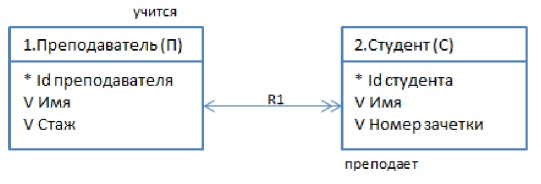 учится
1.Преподаватель (П)
* Id преподавателя
V Имя
V Стаж
R1
2.Студент (С)
* Id студента
V Имя
V Номер зачетки
преподает